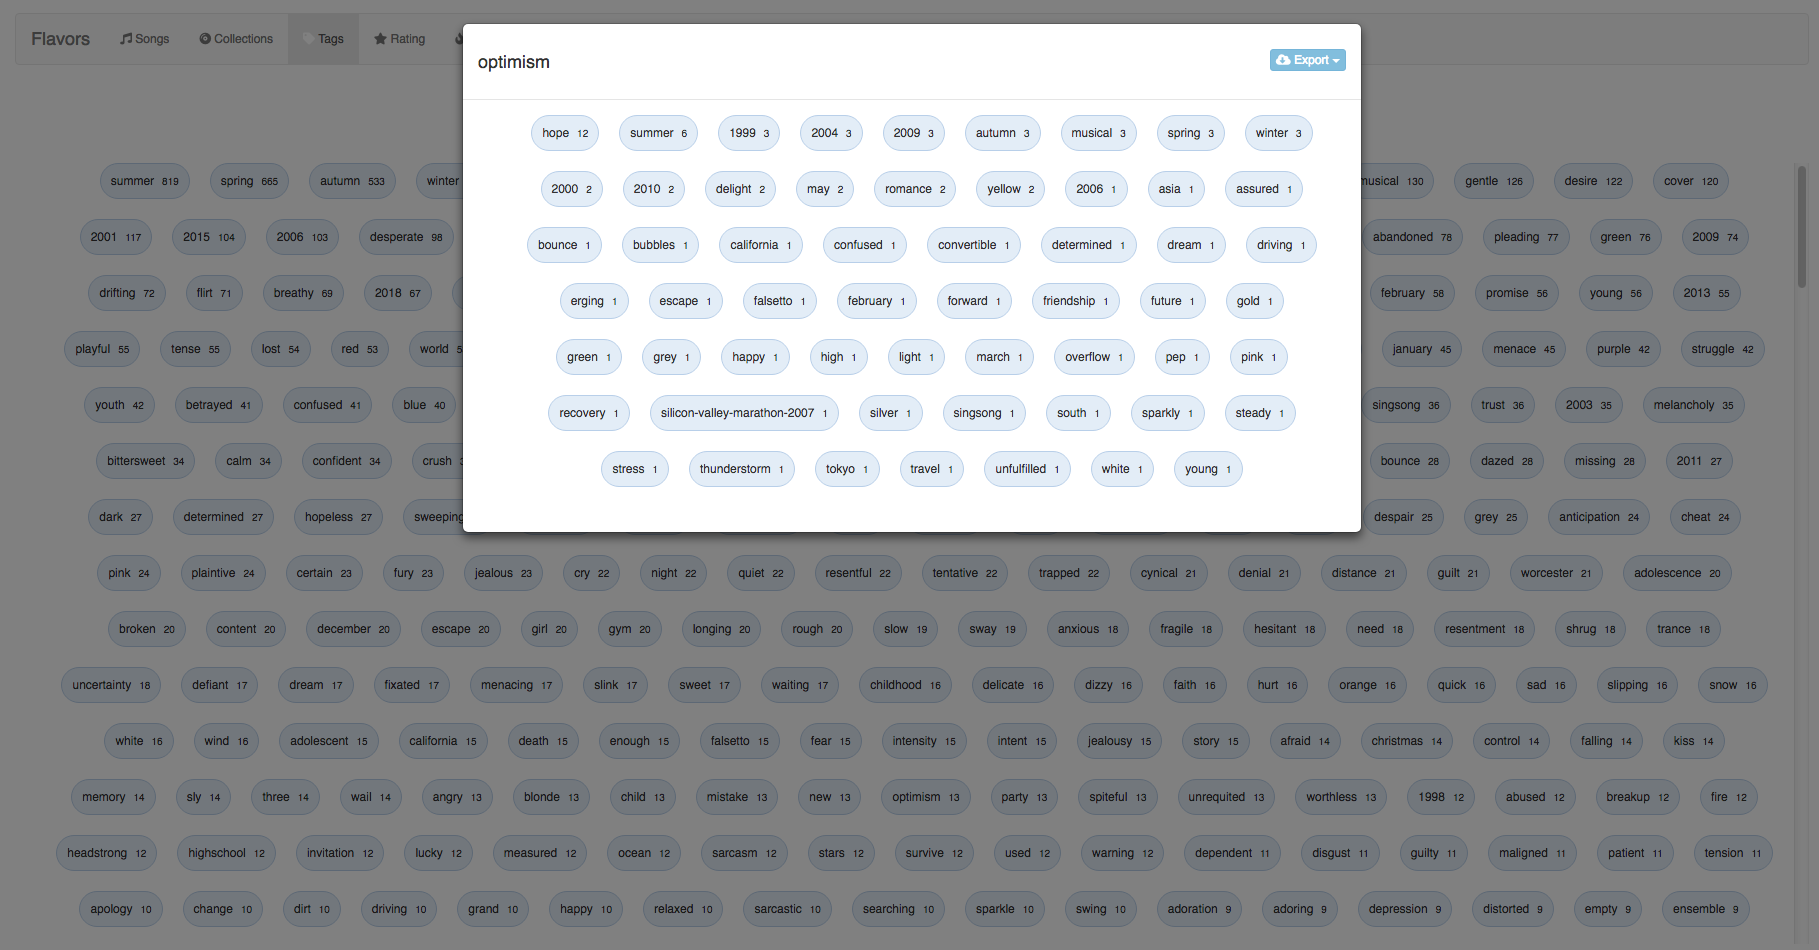 Flavors Songs Collections Tags Rating
optimism Export
hope 12 summer 6 1999 3 2004 3 2009 3 autumn 3 musical 3 spring 3 winter 3
2000 2 2010 2 delight 2 may 2 romance 2 yellow 2 2006 1 asia 1 assured 1
bounce 1 bubbles 1 california 1 confused 1 convertible 1 determined 1 dream 1 driving 1
erging 1 escape 1 falsetto 1 february 1 forward 1 friendship 1 future 1 gold 1
green 1 grey 1 happy 1 high 1 light 1 march 1 overflow 1 pep 1 pink 1
recovery 1 silicon-valley-marathon-2007 1 silver 1 singsong 1 south 1 sparkly 1 steady 1
stress 1 thunderstorm 1 tokyo 1 travel 1 unfulfilled 1 white 1 young 1
summer 819 spring 665 autumn 533 winter musical 130 gentle 126 desire 122 cover 120
2001 117 2015 104 2006 103 desperate 98 abandoned 78 pleading 77 green 76 2009 74
drifting 72 flirt 71 breathy 69 2018 67 february 58 promise 56 young 56 2013 55
playful 55 tense 55 lost 54 red 53 world january 45 menace 45 purple 42 struggle 42
youth 42 betrayed 41 confused 41 blue 40 singsong 36 trust 36 2003 35 melancholy 35
bittersweet 34 calm 34 confident 34 crush bounce 28 dazed 28 missing 28 2011 27
dark 27 determined 27 hopeless 27 sweeping despair 25 grey 25 anticipation 24 cheat 24
pink 24 plaintive 24 certain 23 fury 23 jealous 23 cry 22 night 22 quiet 22 resentful 22 tentative 22 trapped 22 cynical 21 denial 21 distance 21 guilt 21 worcester 21 adolescence 20
broken 20 content 20 december 20 escape 20 girl 20 gym 20 longing 20 rough 20 slow 19 sway 19 anxious 18 fragile 18 hesitant 18 need 18 resentment 18 shrug 18 trance 18
uncertainty 18 defiant 17 dream 17 fixated 17 menacing 17 slink 17 sweet 17 waiting 17 childhood 16 delicate 16 dizzy 16 faith 16 hurt 16 orange 16 quick 16 sad 16 slipping 16 snow 16
white 16 wind 16 adolescent 15 california 15 death 15 enough 15 falsetto 15 fear 15 intensity 15 intent 15 jealousy 15 story 15 afraid 14 christmas 14 control 14 falling 14 kiss 14
memory 14 sly 14 three 14 wail 14 angry 13 blonde 13 child 13 mistake 13 new 13 optimism 13 party 13 spiteful 13 unrequited 13 worthless 13 1998 12 abused 12 breakup 12 fire 12
headstrong 12 highschool 12 invitation 12 lucky 12 measured 12 ocean 12 sarcasm 12 stars 12 survive 12 used 12 warning 12 dependent 11 disgust 11 guilty 11 maligned 11 patient 11 tension 11
apology 10 change 10 dirt 10 driving 10 grand 10 happy 10 relaxed 10 sarcastic 10 searching 10 sparkle 10 swing 10 adoration 9 adoring 9 depression 9 distorted 9 empty 9 ensemble 9